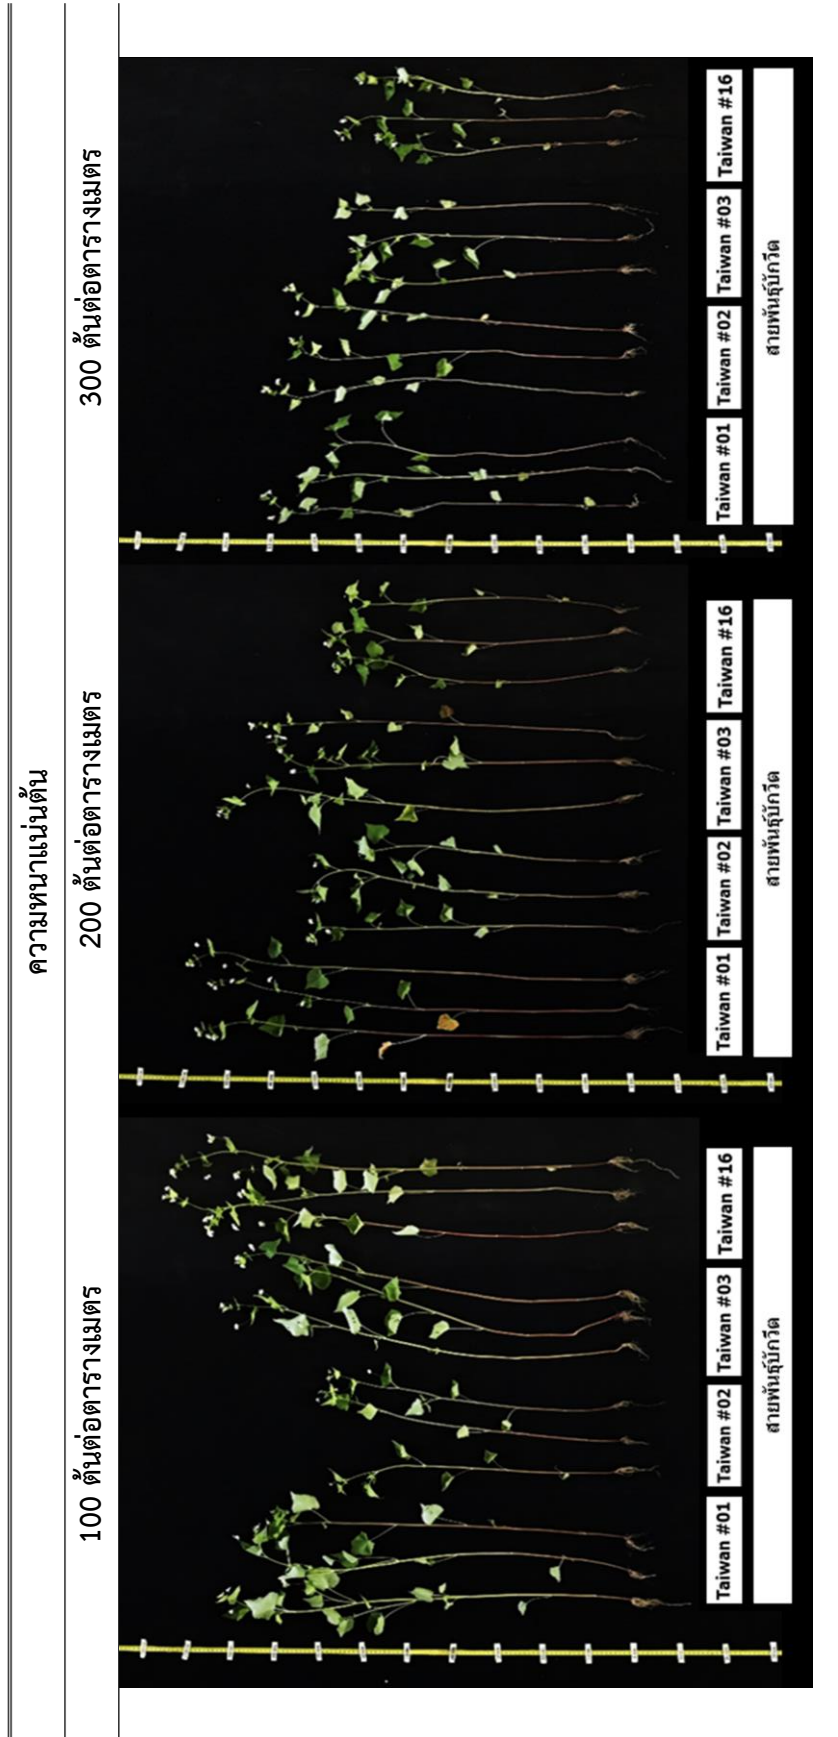 ความหนาแน่นต้น
100 ต้นต่อตารางเมตร
200 ต้นต่อตารางเมตร
300 ต้นต่อตารางเมตร
Taiwan #01 Taiwan #02 Taiwan #03 Taiwan #16
สายพันธุ์บักวีต
Taiwan #01 Taiwan #02 Taiwan #03 Taiwan #16
สายพันธุ์บักวีต
Taiwan #01 Taiwan #02 Taiwan #03 Taiwan #16
สายพันธุ์บักวีต